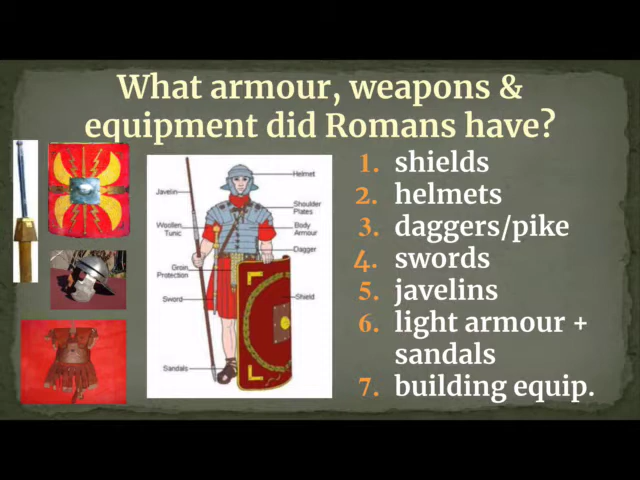 What armour, weapons &
equipment did Romans have?
1. shields
2. helmets
3. daggers/pike
4. swords
5. javelins
6. light armour +
sandals
7. building equip.
Helmet
Javelin
Shoulder
Plates
Woollen
Tunic
Body
Armour
Dagger
Groin
Protection
Sword
Shield
Sandals